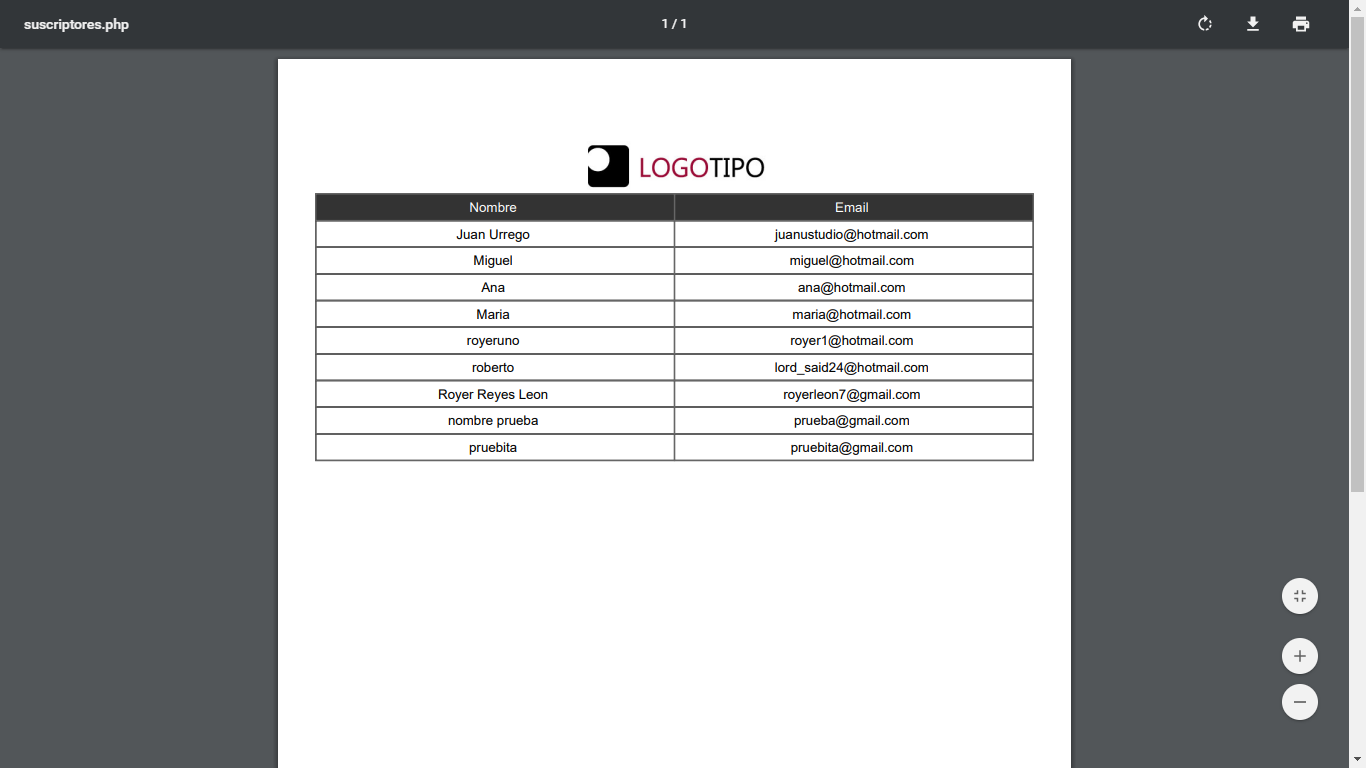 suscriptores.php 1 / 1
LOGOTIPO
Nombre Email
Juan Urrego juanustudio@hotmail.com
Miguel miguel@hotmail.com
Ana ana@hotmail.com
Maria maria@hotmail.com
royeruno royer1@hotmail.com
roberto lord_said24@hotmail.com
Royer Reyes Leon royerleon7@gmail.com
nombre prueba prueba@gmail.com
pruebita pruebita@gmail.com